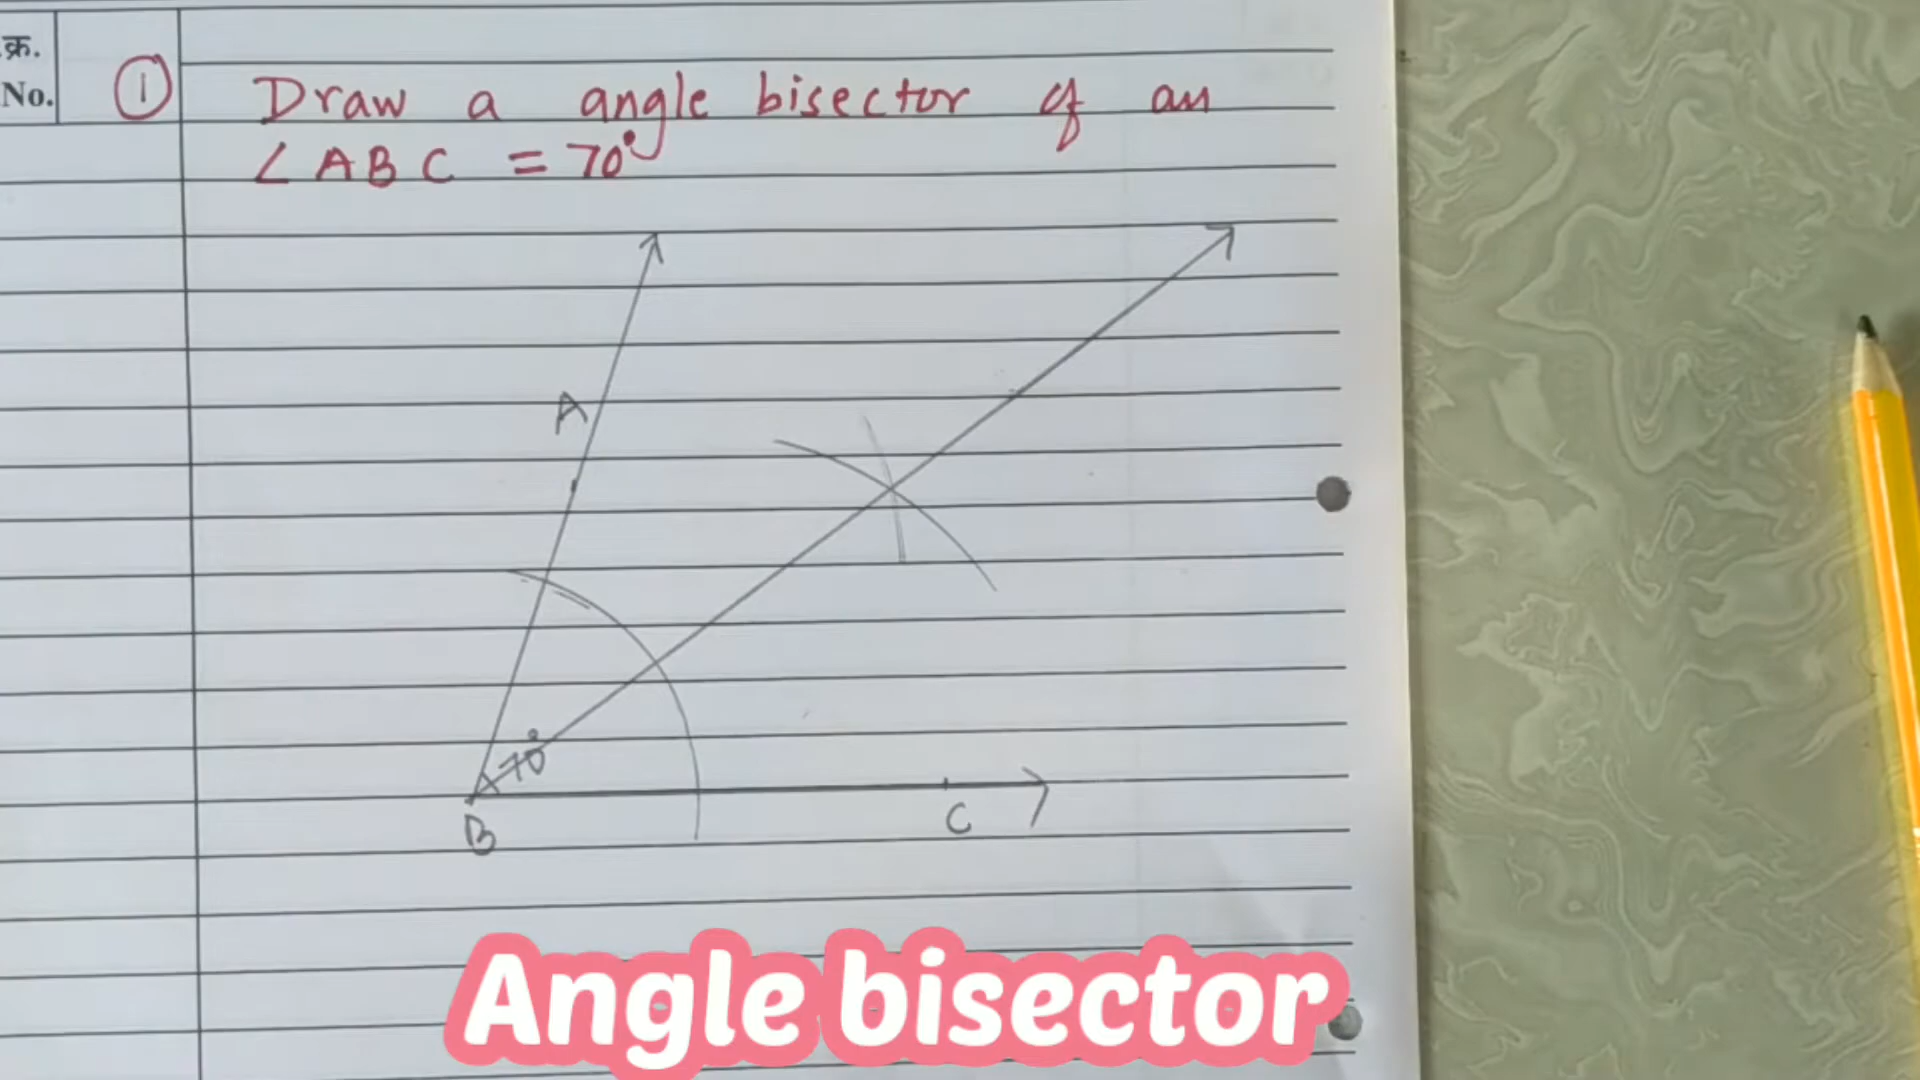 क्र.
No.
① Draw a angle bisector of an
∠ABC = 70°
A
70°
B
C
Angle bisector